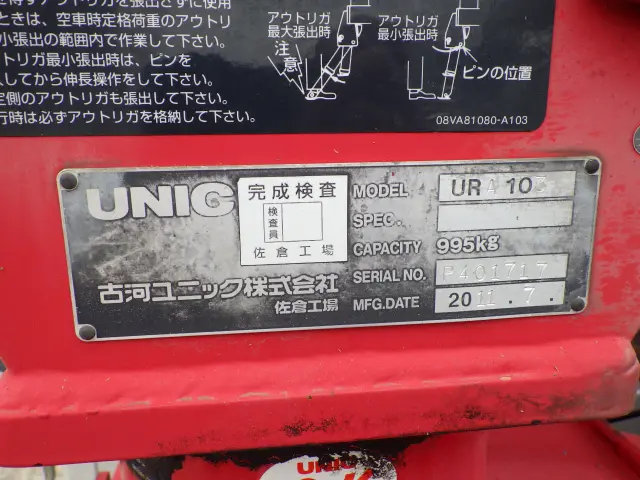 ときは、空車時定格荷重のアウトリ
小張出の範囲内で作業して下さい。
トリガ最小張出時は、ピンを
してから伸長操作をして下さい。
定側のアウトリガも張出して下さい。
行時は必ずアウトリガを格納して下さい。
アウトリガ
最大張出時
注意
アウトリガ
最小張出時
ピンの位置
08VA81080-A103
UNIC
完成検査
検査員
佐倉工場
古河ユニック株式会社
佐倉工場
MODEL URA10
SPEC.
CAPACITY 995kg
SERIAL NO. P401717
MFG.DATE 2011.7.
UNIC